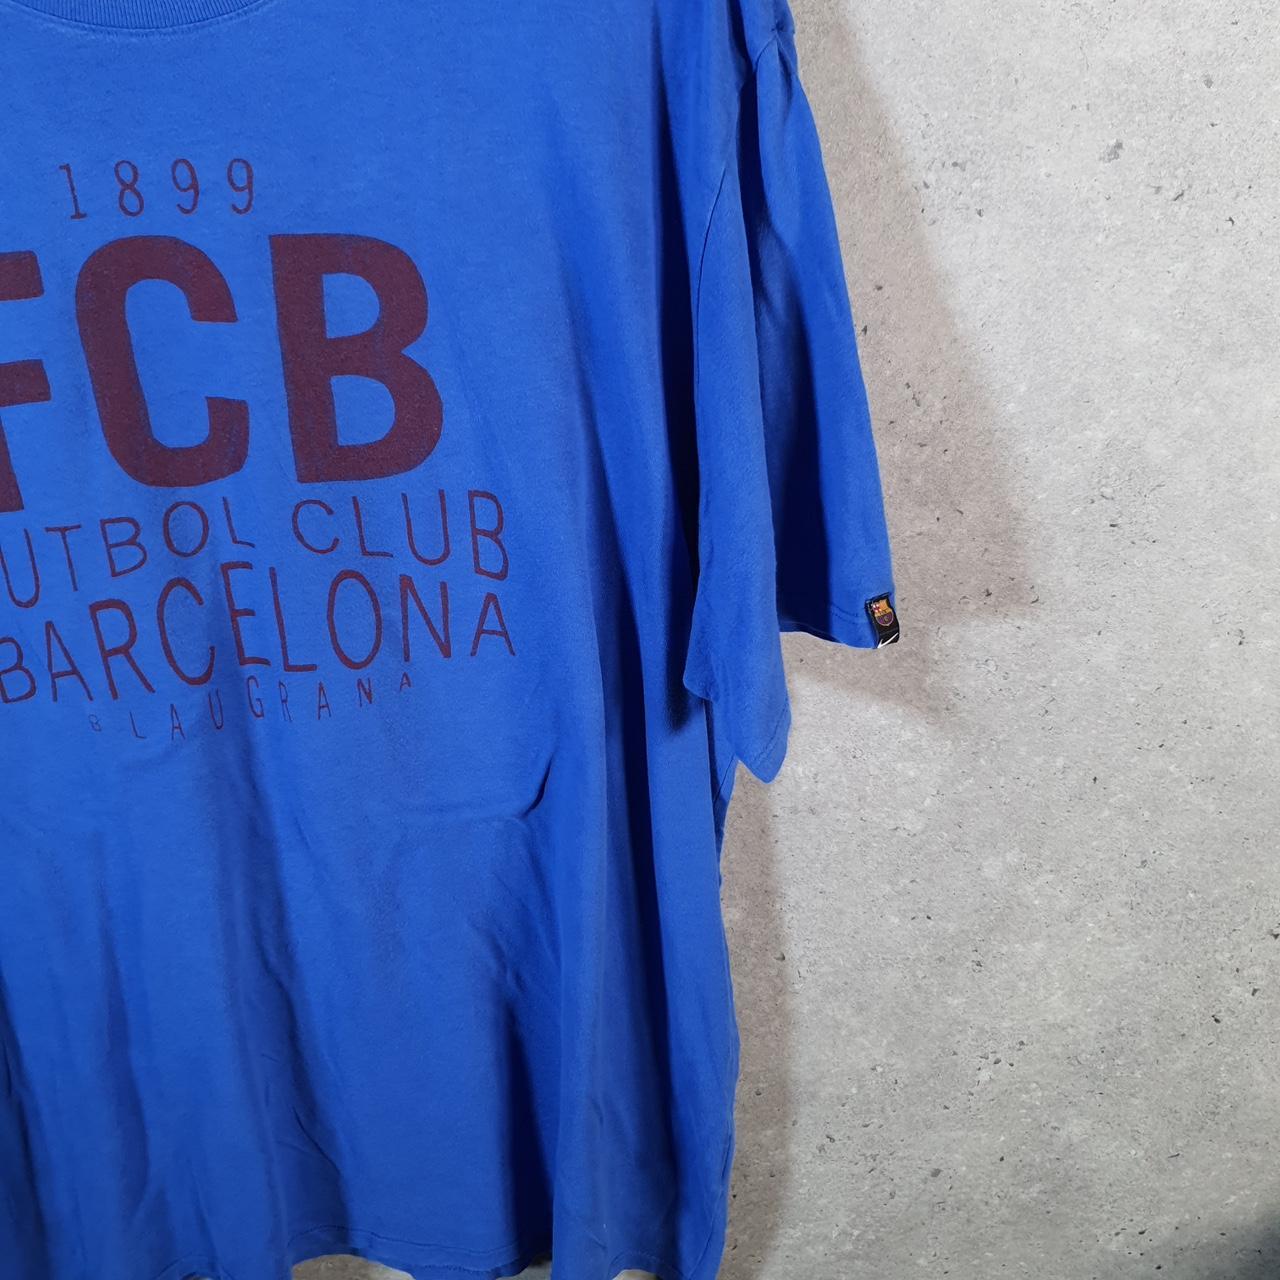 1899
FCB
UTBOL CLUB
BARCELONA
BLAUGRANA